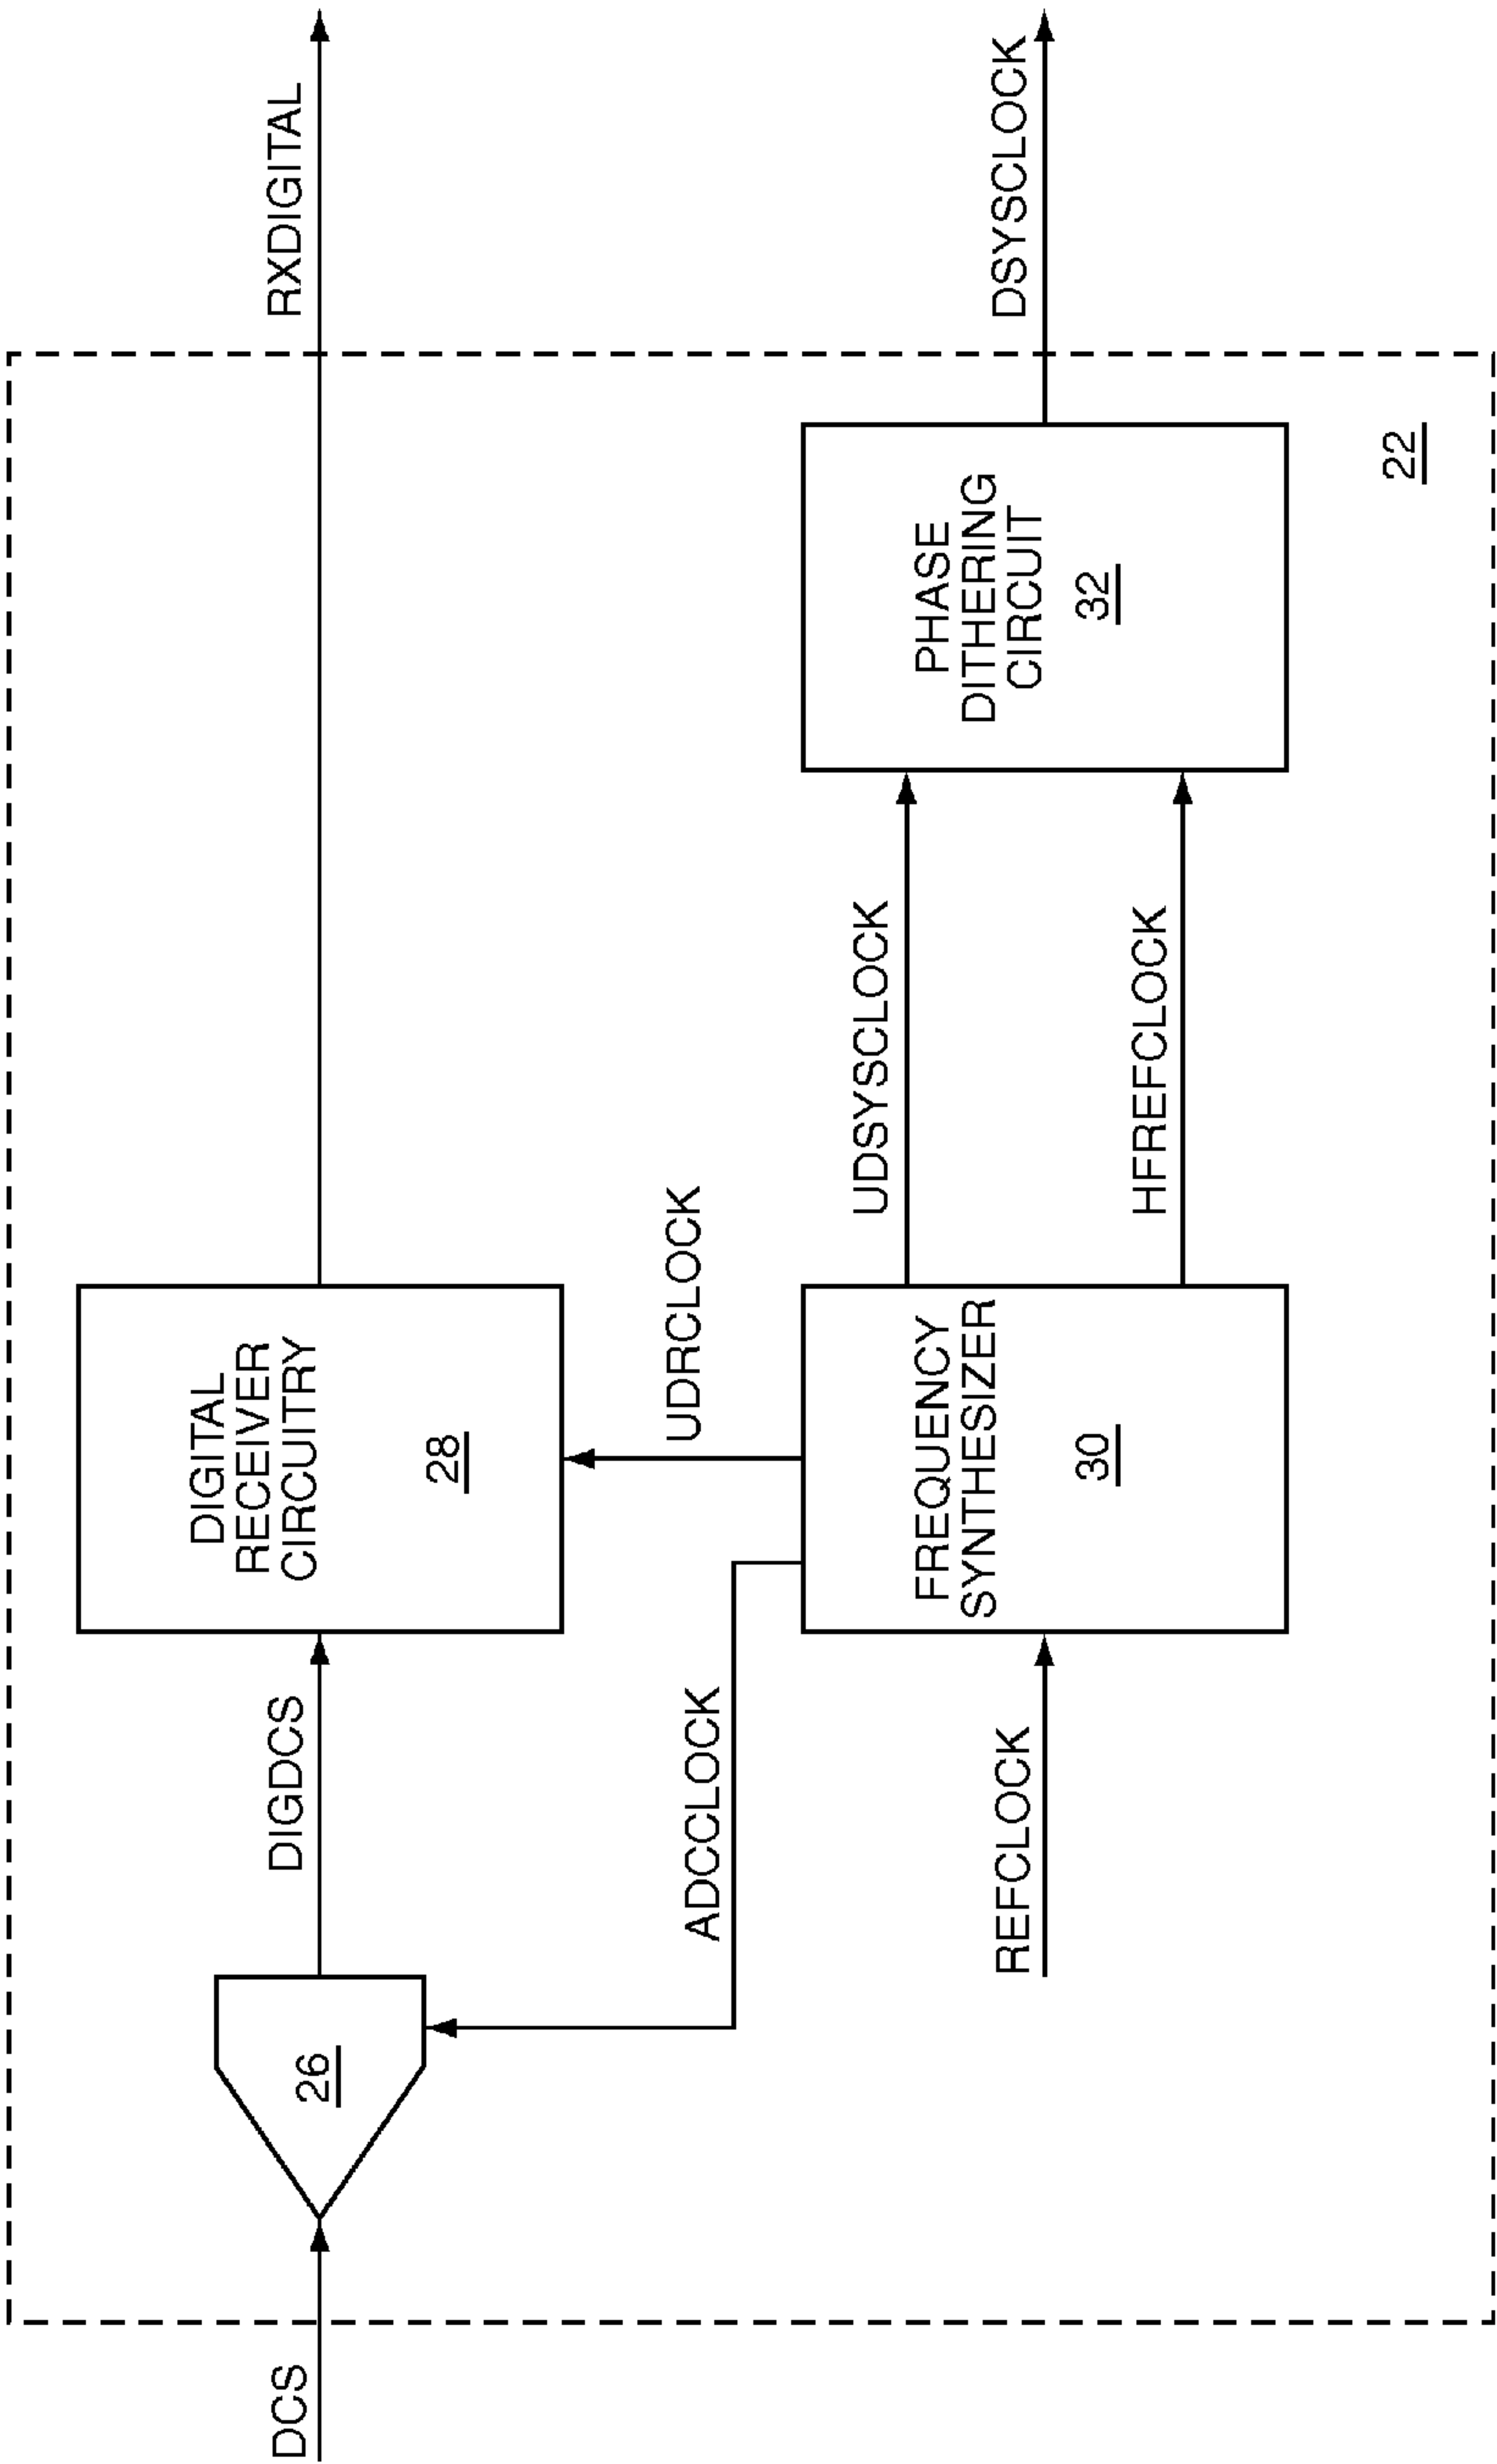 DCS
26
DIGDCS
DIGITAL
RECEIVER
CIRCUITRY
28
RXDIGITAL
ADCCLOCK
UDRCLOCK
REFCLOCK
FREQUENCY
SYNTHESIZER
30
UDSYSCLOCK
HFREFCLOCK
PHASE
DITHERING
CIRCUIT
32
DSYSCLOCK
22